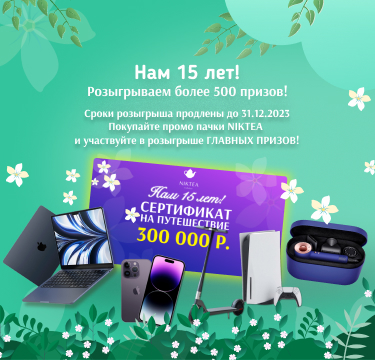 Нам 15 лет!
Розыгрываем более 500 призов!
Сроки розыгрыша продлены до 31.12.2023
Покупайте промо пачки NIKTEA
и участвуйте в розыгрыше ГЛАВНЫХ ПРИЗОВ!
NIKTEA
Нам 15 лет!
СЕРТИФИКАТ
НА ПУТЕШЕСТВИЕ
300 000 Р.